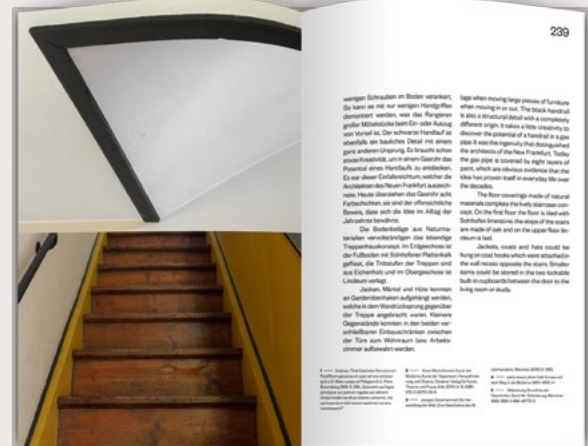 239
wenigen Schrauben im Boden verankert.
So kann es mit nur wenigen Handgriffen
demontiert werden, was das Rangieren
großer Möbelstücke beim Ein- oder Auszug
von Vorteil ist. Der schwarze Handlauf ist
ebenfalls ein bauliches Detail mit einem
ganz anderen Ursprung. Es braucht schon
etwas Kreativität, um in einem Gasrohr das
Potential eines Handlaufs zu entdecken.
Es war dieser Einfallsreichtum, welcher die
Architekten des Neuen Frankfurt auszeich-
nete. Heute überziehen das Gasrohr acht
Farbschichten, sie sind der offensichtliche
Beweis, dass sich die Idee im Alltag der
Jahrzehnte bewährte.
Die Bodenbeläge aus Naturma-
terialien vervollständigen das lebendige
Treppenhauskonzept. Im Erdgeschoss ist
der Fußboden mit Solnhofener Plattenkalk
gefliest, die Trittstufen der Treppen sind
aus Eichenholz und im Obergeschoss ist
Linoleum verlegt.
Jacken, Mäntel und Hüte konnten
an Garderobenhaken aufgehängt werden,
welche in dem Wandrücksprung gegenüber
der Treppe angebracht waren. Kleinere
Gegenstände konnten in den beiden ver-
schließbaren Einbauschränken zwischen
der Türe zum Wohnraum bzw. Arbeits-
zimmer aufbewahrt werden.
tage when moving large pieces of furniture
when moving in or out. The black handrail
is also a structural detail with a completely
different origin. It takes a little creativity to
discover the potential of a handrail in a gas
pipe. It was this ingenuity that distinguished
the architects of the New Frankfurt. Today
the gas pipe is covered by eight layers of
paint, which are obvious evidence that the
idea has proven itself in everyday life over
the decades.
The floor coverings made of natural
materials complete the lively staircase con-
cept. On the first floor the floor is tiled with
Solnhofen limestone, the steps of the stairs
are made of oak and on the upper floor lin-
oleum is laid.
Jackets, coats and hats could be
hung on coat hooks which were attached in
the wall recess opposite the stairs. Smaller
items could be stored in the two lockable
built-in cupboards between the door to the
living room or study.